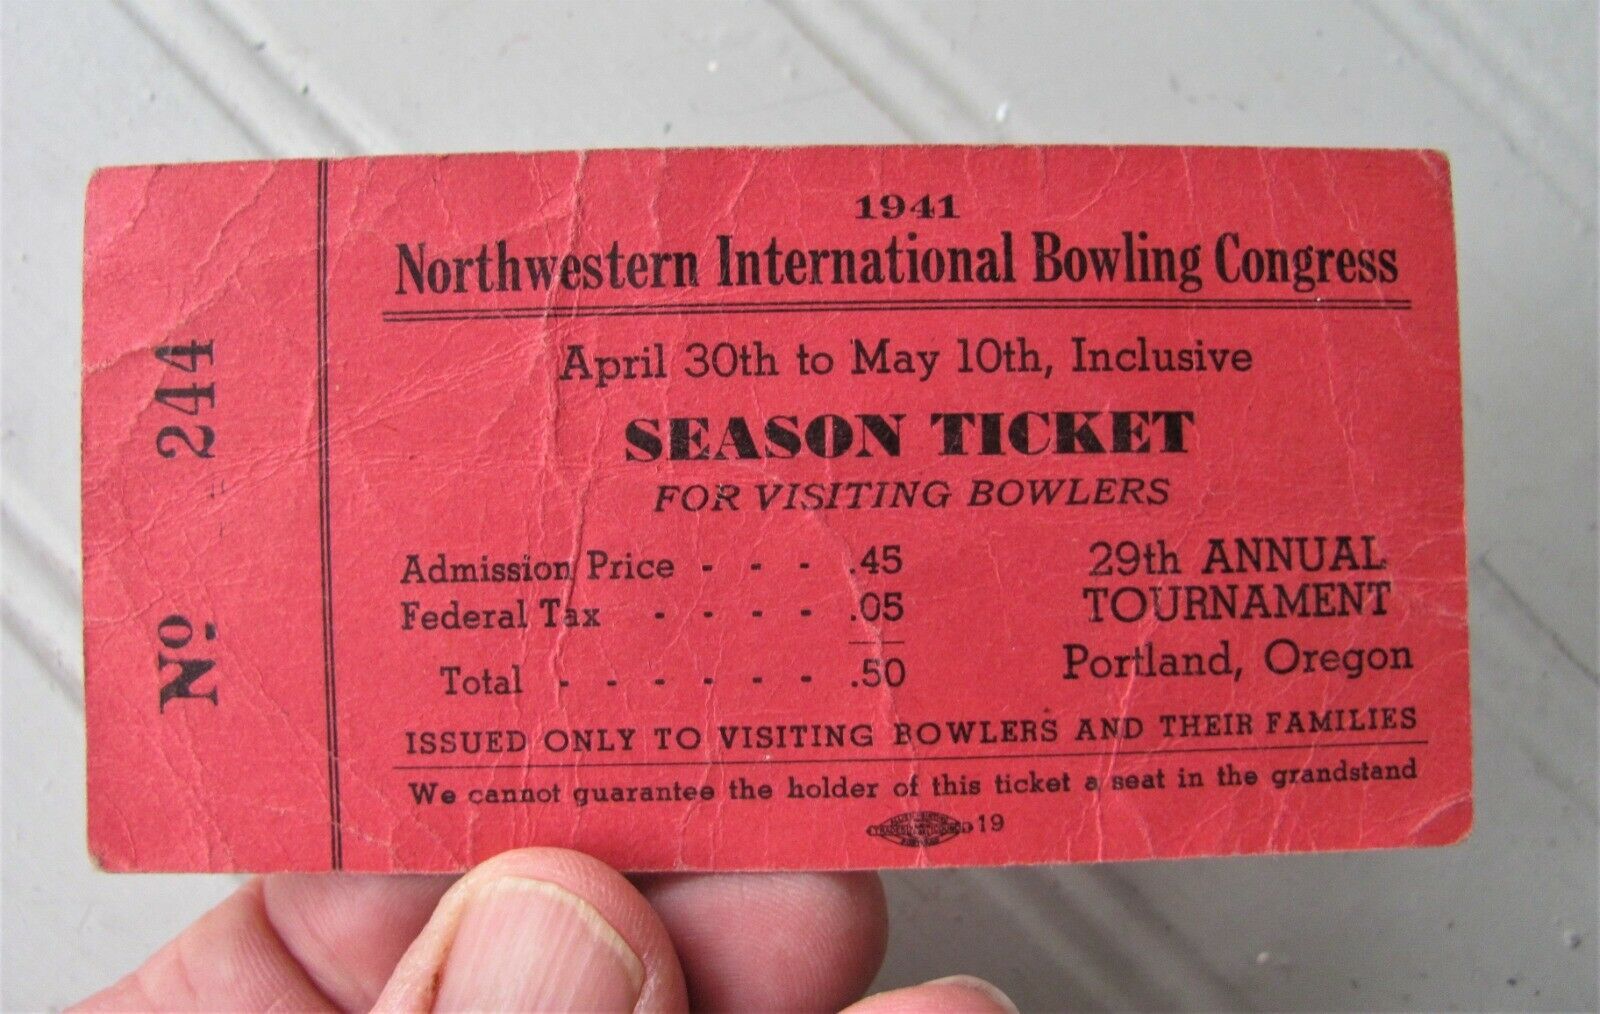 No. 244
1941
Northwestern International Bowling Congress
April 30th to May 10th, Inclusive
SEASON TICKET
FOR VISITING BOWLERS
Admission Price - - - .45
Federal Tax - - - - .05
Total - - - - - - .50
29th ANNUAL
TOURNAMENT
Portland, Oregon
ISSUED ONLY TO VISITING BOWLERS AND THEIR FAMILIES
We cannot guarantee the holder of this ticket a seat in the grandstand
19